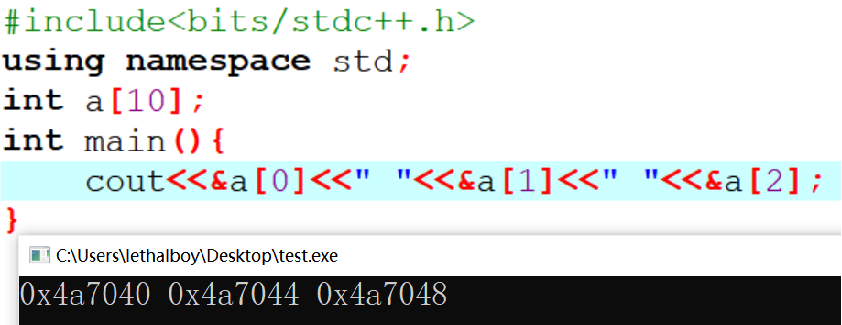 #include<bits/stdc++.h>
using namespace std;
int a[10];
int main(){
    cout<<&a[0]<<" "<<&a[1]<<" "<<&a[2];
}
C:\Users\lethalboy\Desktop\test.exe
0x4a7040 0x4a7044 0x4a7048